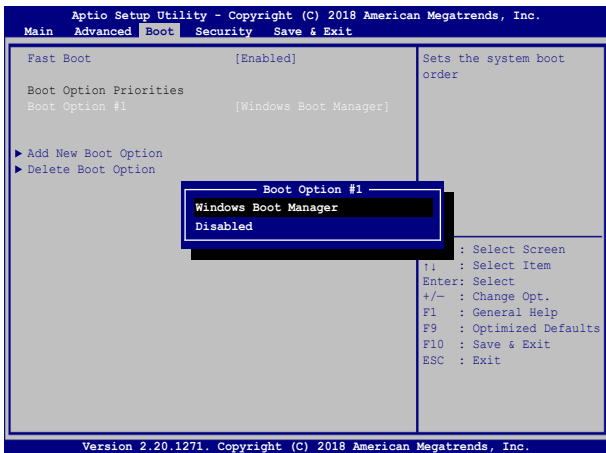 Aptio Setup Utility - Copyright (C) 2018 American Megatrends, Inc.
Main Advanced Boot Security Save & Exit
Fast Boot [Enabled]
Boot Option Priorities
Boot Option #1 [Windows Boot Manager]
► Add New Boot Option
► Delete Boot Option
Sets the system boot
order
Boot Option #1
Windows Boot Manager
Disabled
: Select Screen
↑↓ : Select Item
Enter: Select
+/— : Change Opt.
F1 : General Help
F9 : Optimized Defaults
F10 : Save & Exit
ESC : Exit
Version 2.20.1271. Copyright (C) 2018 American Megatrends, Inc.